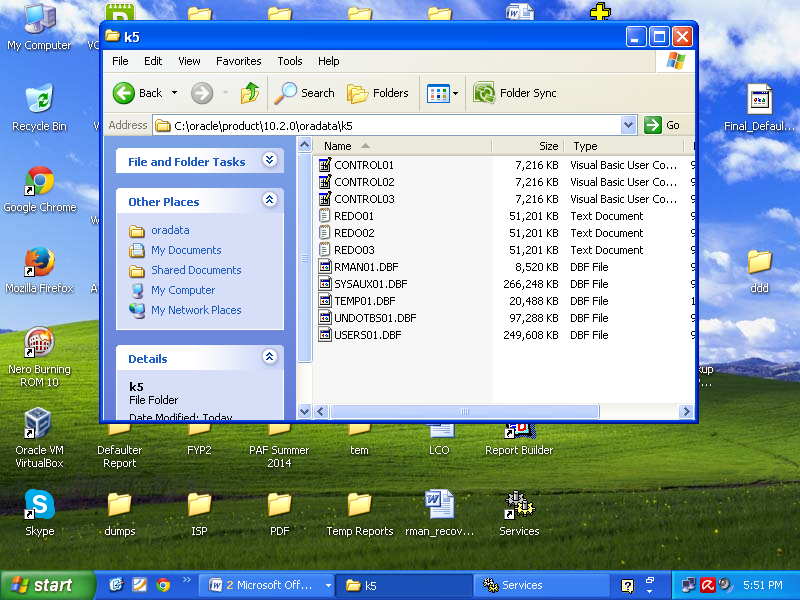 My Computer
Recycle Bin
Google Chrome
Mozilla Firefox
Nero Burning
ROM 10
Oracle VM
VirtualBox
Skype
k5
File Edit View Favorites Tools Help
Back Search Folders Folder Sync
Address C:\oracle\product\10.2.0\oradata\k5 Go
File and Folder Tasks
Other Places
oradata
My Documents
Shared Documents
My Computer
My Network Places
Details
k5
File Folder
Date Modified: Today,
Name Size Type
CONTROL01 7,216 KB Visual Basic User Co...
CONTROL02 7,216 KB Visual Basic User Co...
CONTROL03 7,216 KB Visual Basic User Co...
REDO01 51,201 KB Text Document
REDO02 51,201 KB Text Document
REDO03 51,201 KB Text Document
RMAN01.DBF 8,520 KB DBF File
SYSAUX01.DBF 266,248 KB DBF File
TEMP01.DBF 20,488 KB DBF File
UNDOTBS01.DBF 97,288 KB DBF File
USERS01.DBF 249,608 KB DBF File
Final_Defaul...
ddd
Defaulter
Report
FYP2
PAF Summer
2014
tem
LCO
Report Builder
dumps
ISP
PDF
Temp Reports
rman_recov...
Services
start
2 Microsoft Off...
k5
Services
5:51 PM